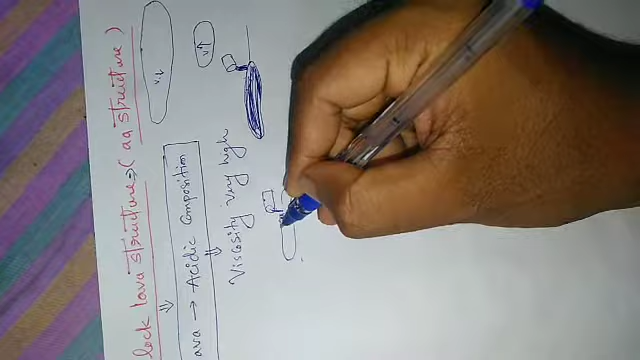 lock lava structure → (aa structure)
ava → Acidic Composition
Viscosity very high
v↓
v↑